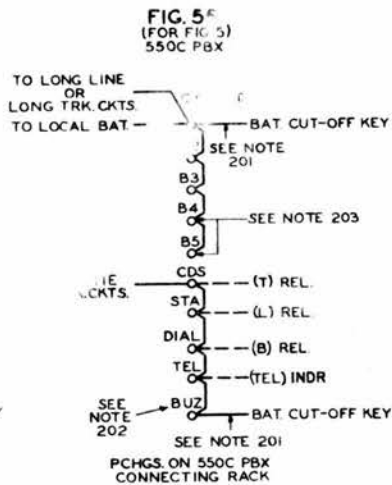 FIG. 5
(FOR FIG 5)
550C PBX
TO LONG LINE
OR
LONG TRK. CKTS.
TO LOCAL BAT.
BAT. CUT-OFF KEY
SEE NOTE
201
B3
B4
SEE NOTE 203
B5
CDS
(T) REL.
CKTS.
STA
(L) REL.
DIAL
(B) REL.
TEL
(TEL) INDR
BUZ
SEE
NOTE
202
BAT. CUT-OFF KEY
SEE NOTE 201
PCHGS. ON 550C PBX
CONNECTING RACK